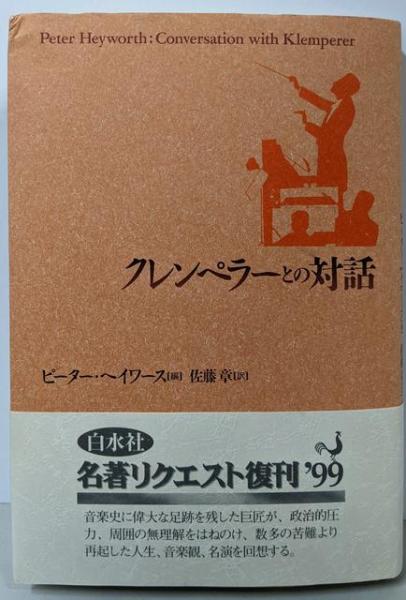 Peter Heyworth: Conversation with Klemperer
クレンペラーとの対話
ピーター・ヘイワース[編] 佐藤章[訳]
白水社
名著リクエスト復刊 '99
音楽史に偉大な足跡を残した巨匠が、政治的圧
力、周囲の無理解をはねのけ、数多の苦難より
再起した人生、音楽観、名演を回想する。